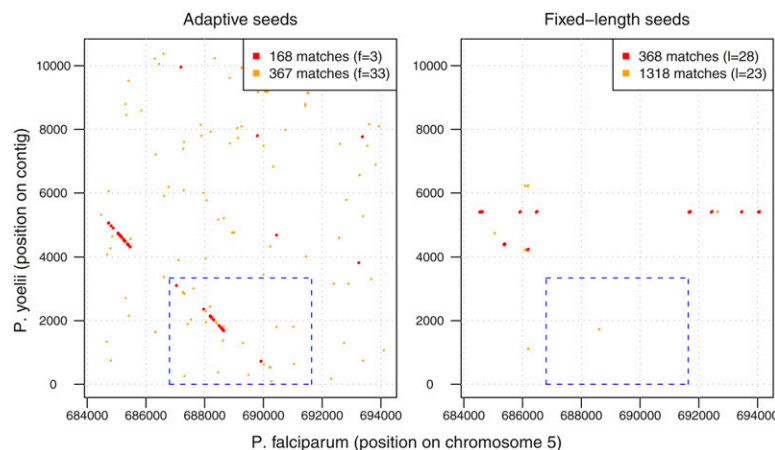 Adaptive seeds
Fixed−length seeds
168 matches (f=3)
367 matches (f=33)
368 matches (l=28)
1318 matches (l=23)
P. yoelii (position on contig)
10000
8000
6000
4000
2000
0
10000
8000
6000
4000
2000
0
684000 686000 688000 690000 692000 694000
684000 686000 688000 690000 692000 694000
P. falciparum (position on chromosome 5)